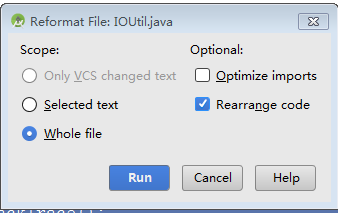 Reformat File: IOUtil.java
Scope:
Optional:
Only VCS changed text
Optimize imports
Selected text
Rearrange code
Whole file
Run
Cancel
Help